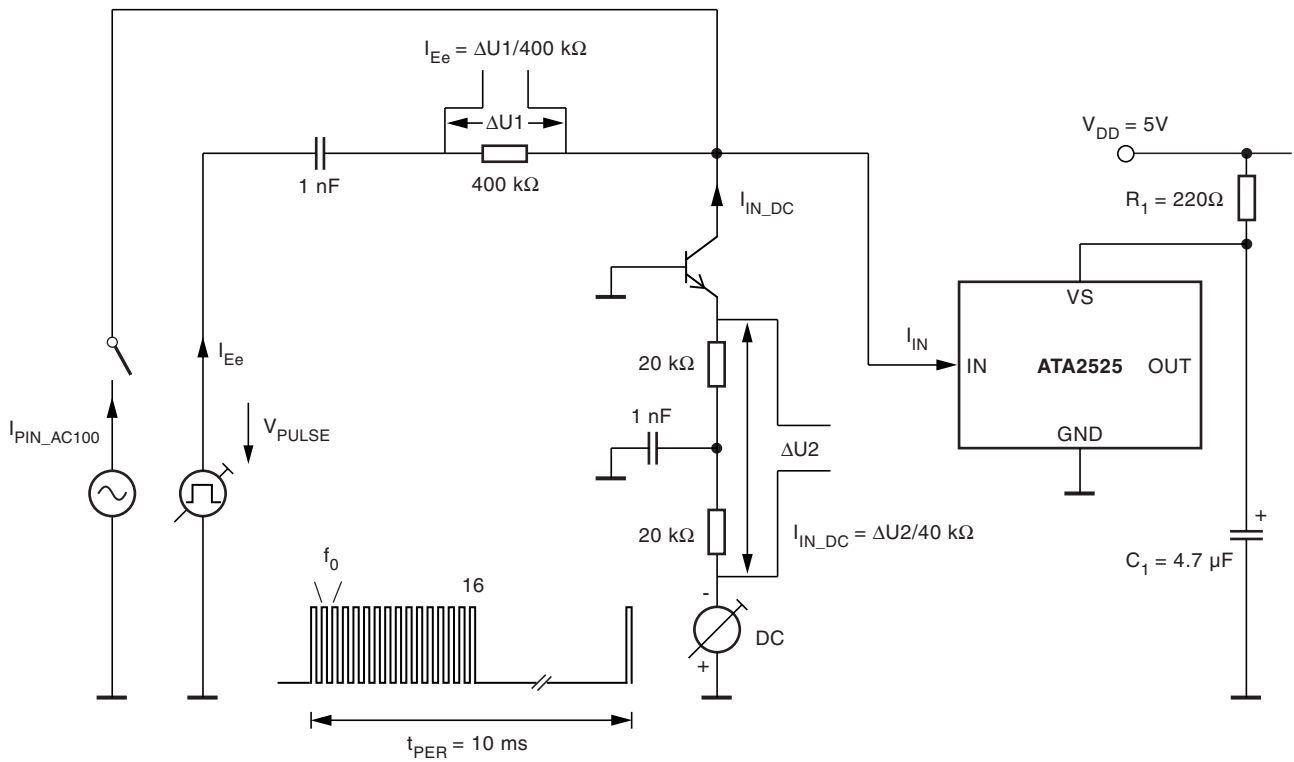 I_Ee = ΔU1/400 kΩ
ΔU1
1 nF
400 kΩ
V_DD = 5V
R_1 = 220Ω
I_IN_DC
VS
I_IN
IN
ATA2525
OUT
GND
I_Ee
20 kΩ
1 nF
I_PIN_AC100
V_PULSE
ΔU2
20 kΩ
I_IN_DC = ΔU2/40 kΩ
+
C_1 = 4.7 µF
f_0
16
-
DC
+
t_PER = 10 ms